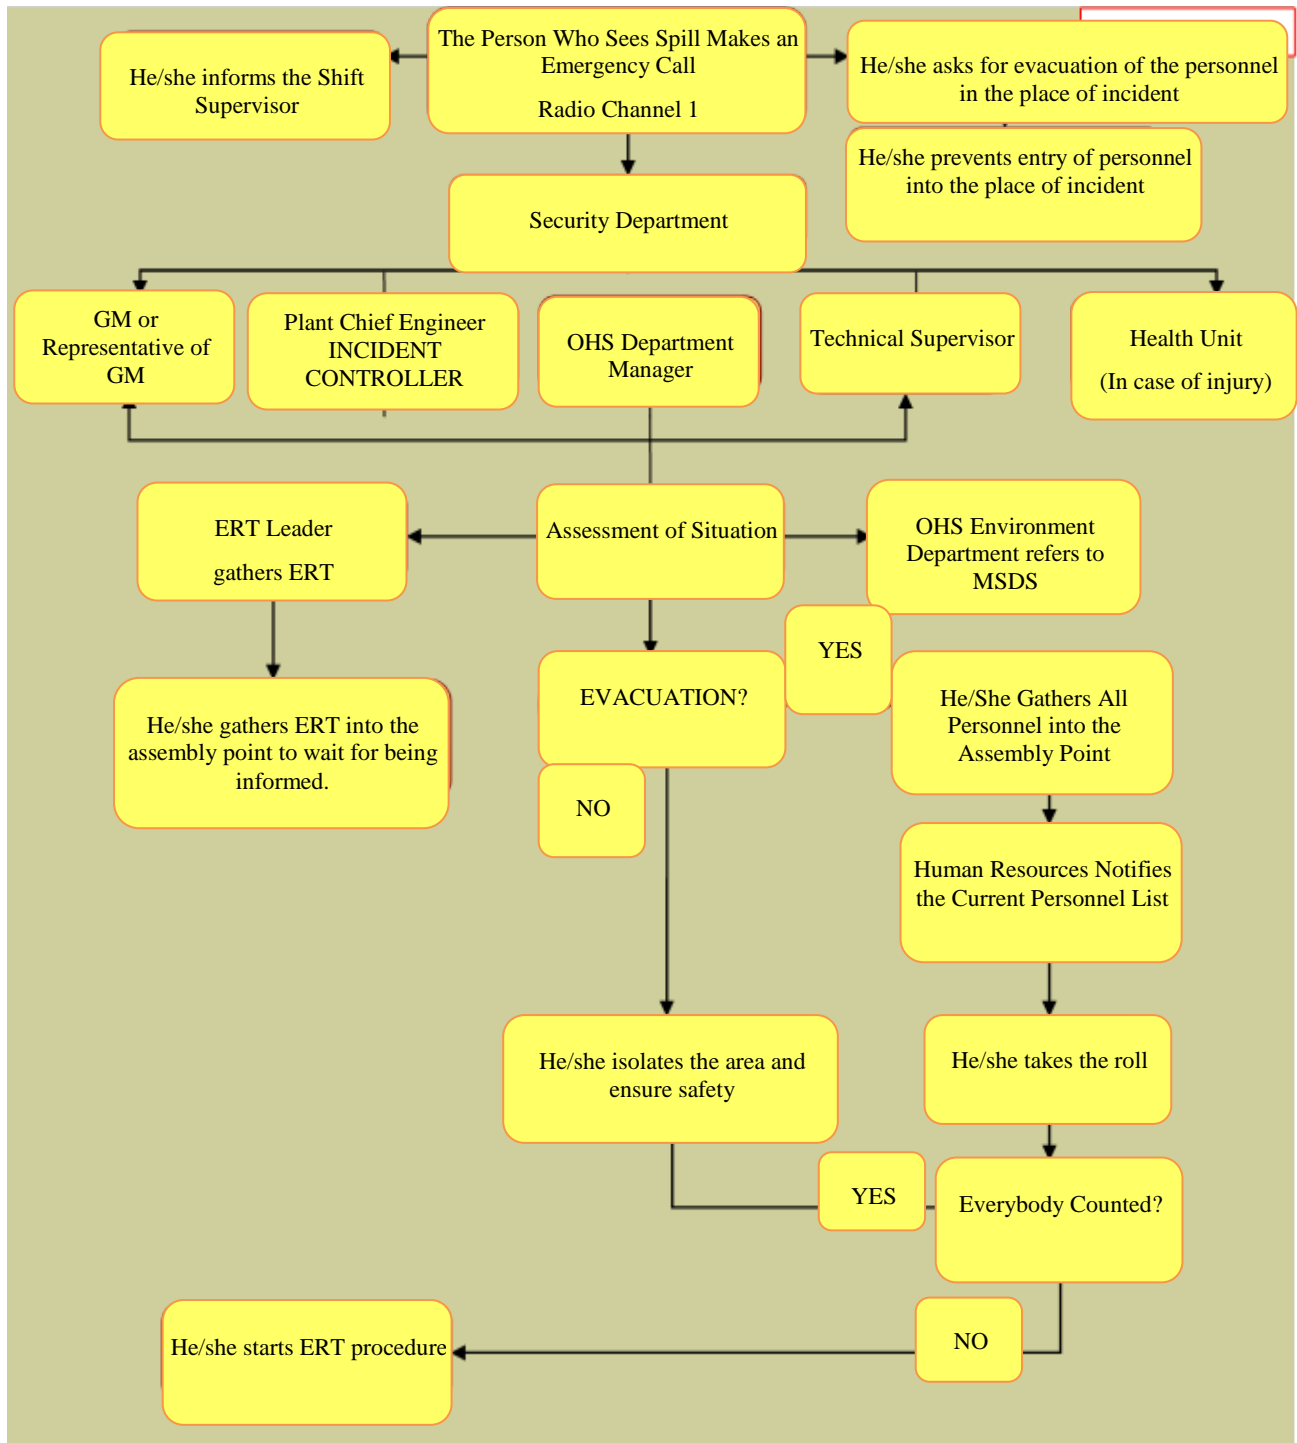 The Person Who Sees Spill Makes an
Emergency Call
Radio Channel 1
He/she informs the Shift
Supervisor
He/she asks for evacuation of the personnel
in the place of incident
He/she prevents entry of personnel
into the place of incident
Security Department
GM or
Representative of
GM
Plant Chief Engineer
INCIDENT
CONTROLLER
OHS Department
Manager
Technical Supervisor
Health Unit
(In case of injury)
ERT Leader
gathers ERT
Assessment of Situation
OHS Environment
Department refers to
MSDS
He/she gathers ERT into the
assembly point to wait for being
informed.
EVACUATION?
YES
He/She Gathers All
Personnel into the
Assembly Point
NO
Human Resources Notifies
the Current Personnel List
He/she isolates the area and
ensure safety
He/she takes the roll
YES
Everybody Counted?
NO
He/she starts ERT procedure